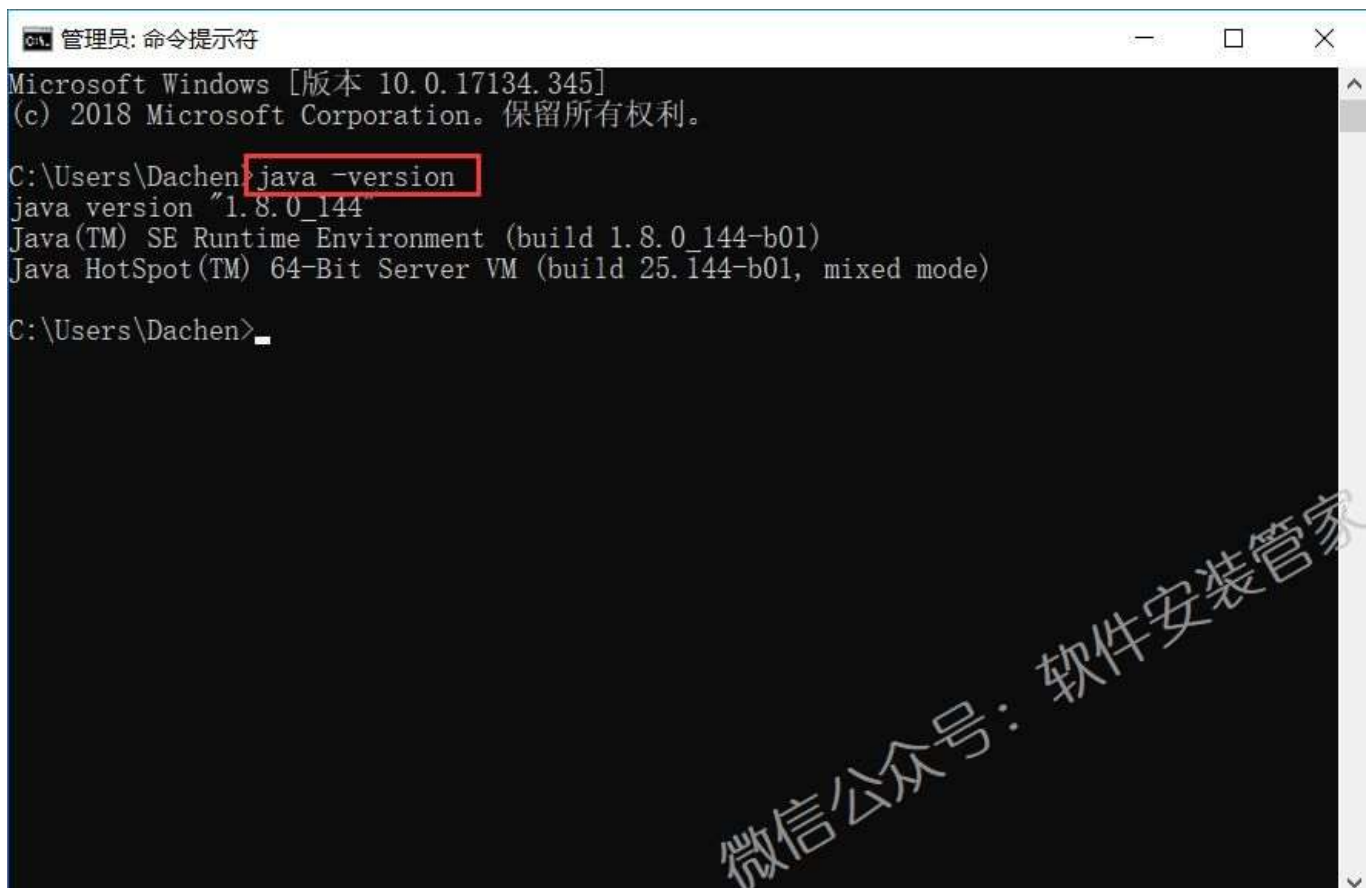 管理员: 命令提示符
Microsoft Windows [版本 10.0.17134.345]
(c) 2018 Microsoft Corporation。保留所有权利。
C:\Users\Dachen>java -version
java version "1.8.0_144"
Java(TM) SE Runtime Environment (build 1.8.0_144-b01)
Java HotSpot(TM) 64-Bit Server VM (build 25.144-b01, mixed mode)
C:\Users\Dachen>
微信公众号：软件安装管家